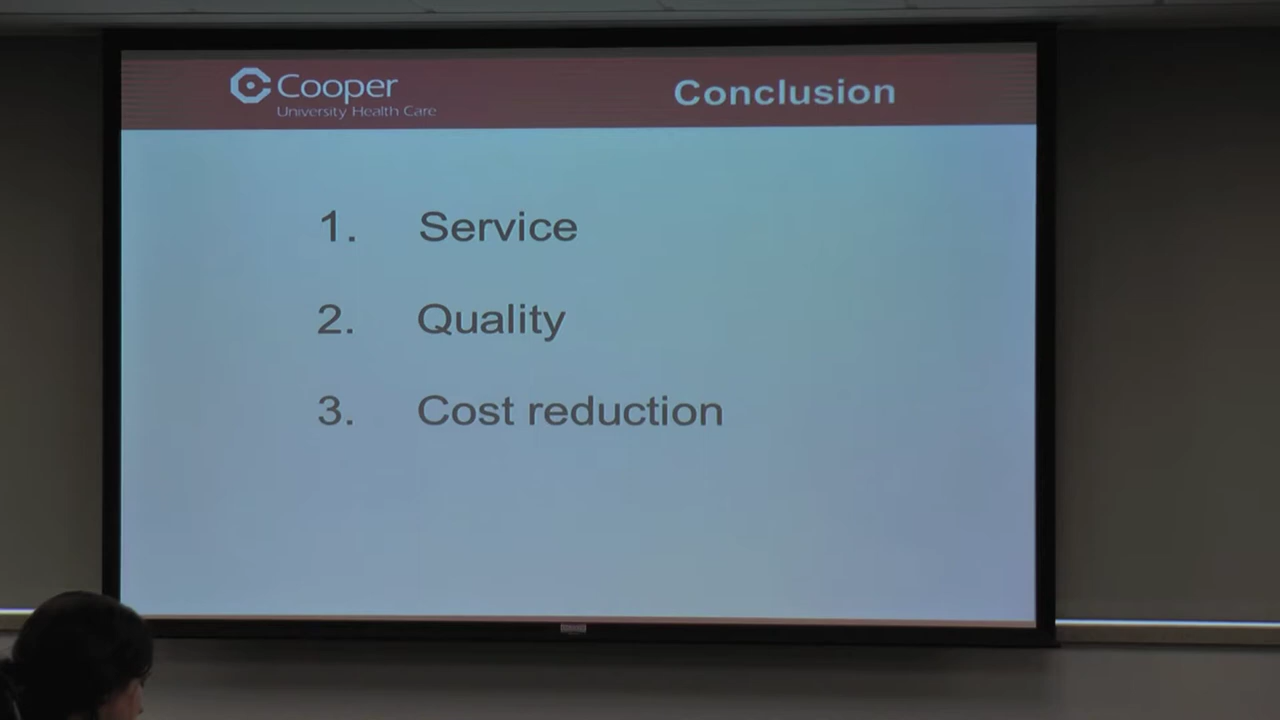 Cooper
University Health Care
Conclusion
1. Service
2. Quality
3. Cost reduction